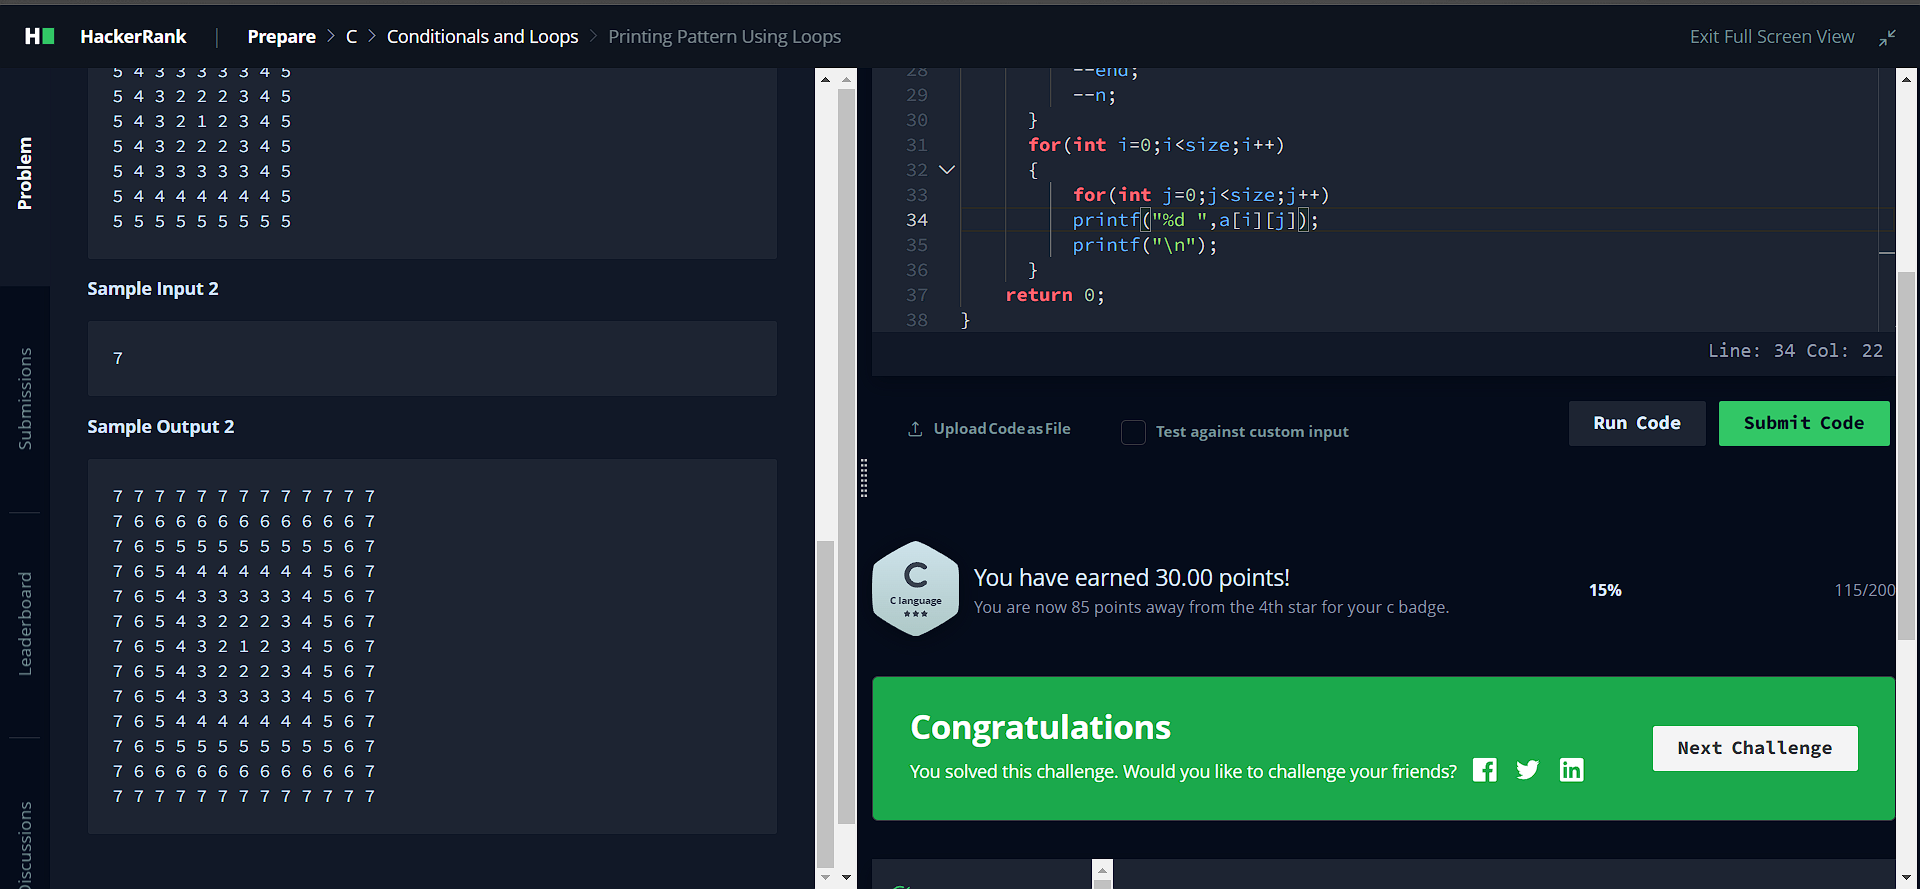 HackerRank | Prepare > C > Conditionals and Loops > Printing Pattern Using Loops
Exit Full Screen View
Problem
Submissions
Leaderboard
Discussions
5 4 3 3 3 3 3 4 5
5 4 3 2 2 2 3 4 5
5 4 3 2 1 2 3 4 5
5 4 3 2 2 2 3 4 5
5 4 3 3 3 3 3 4 5
5 4 4 4 4 4 4 4 5
5 5 5 5 5 5 5 5 5
Sample Input 2
7
Sample Output 2
7 7 7 7 7 7 7 7 7 7 7 7 7
7 6 6 6 6 6 6 6 6 6 6 6 7
7 6 5 5 5 5 5 5 5 5 5 6 7
7 6 5 4 4 4 4 4 4 4 5 6 7
7 6 5 4 3 3 3 3 3 4 5 6 7
7 6 5 4 3 2 2 2 3 4 5 6 7
7 6 5 4 3 2 1 2 3 4 5 6 7
7 6 5 4 3 2 2 2 3 4 5 6 7
7 6 5 4 3 3 3 3 3 4 5 6 7
7 6 5 4 4 4 4 4 4 4 5 6 7
7 6 5 5 5 5 5 5 5 5 5 6 7
7 6 6 6 6 6 6 6 6 6 6 6 7
7 7 7 7 7 7 7 7 7 7 7 7 7
28 --end;
29 --n;
30 }
31 for(int i=0;i<size;i++)
32 {
33 for(int j=0;j<size;j++)
34 printf("%d ",a[i][j]);
35 printf("\n");
36 }
37 return 0;
38 }
Line: 34 Col: 22
Upload Code as File
Test against custom input
Run Code
Submit Code
C
C language
You have earned 30.00 points!
You are now 85 points away from the 4th star for your c badge.
15%
115/200
Congratulations
You solved this challenge. Would you like to challenge your friends?
Next Challenge